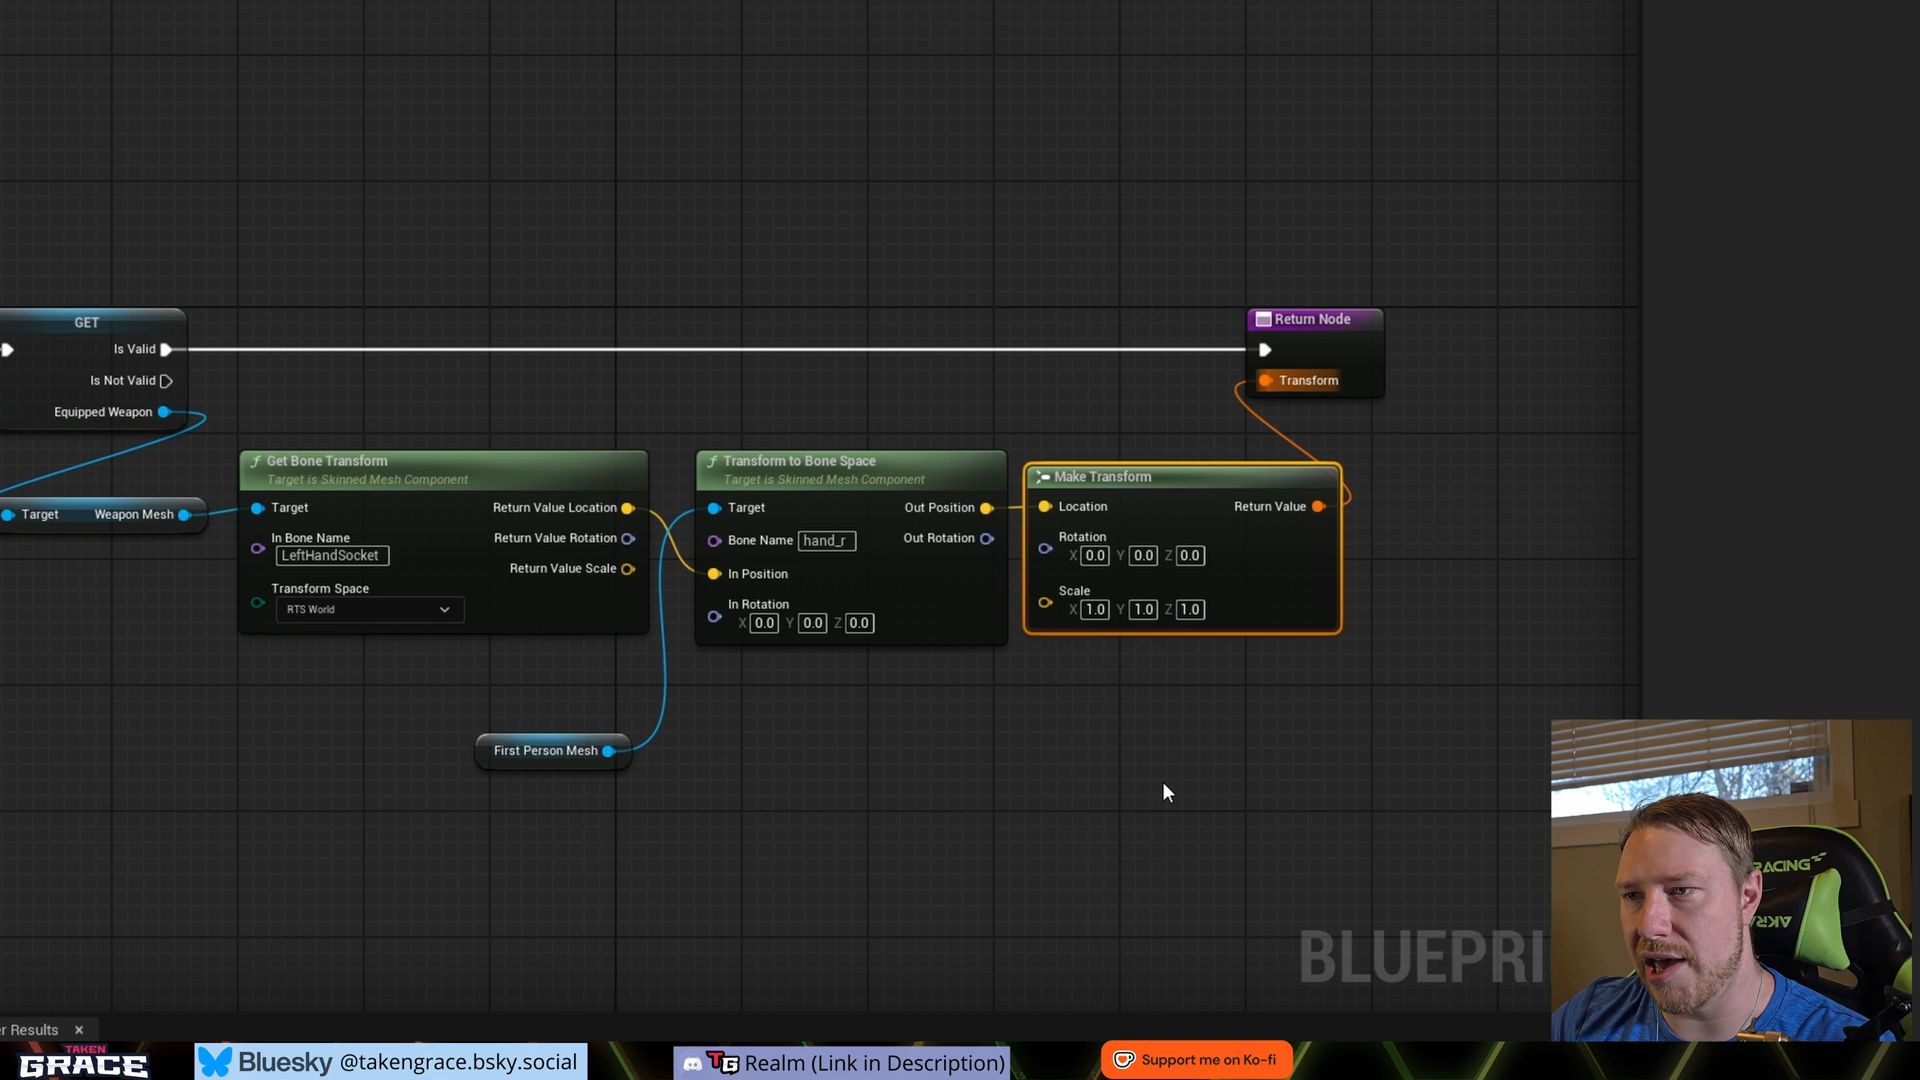 GET
Is Valid
Is Not Valid
Equipped Weapon
Target Weapon Mesh
Get Bone Transform
Target is Skinned Mesh Component
Target
Return Value Location
In Bone Name
LeftHandSocket
Return Value Rotation
Return Value Scale
Transform Space
RTS World
First Person Mesh
Transform to Bone Space
Target is Skinned Mesh Component
Target
Out Position
Bone Name hand_r
Out Rotation
In Position
In Rotation
X 0.0 Y 0.0 Z 0.0
Make Transform
Location
Return Value
Rotation
X 0.0 Y 0.0 Z 0.0
Scale
X 1.0 Y 1.0 Z 1.0
Return Node
Transform
BLUEPRI
RACING
AKRA
er Results
TAKEN
GRACE
Bluesky @takengrace.bsky.social
TG Realm (Link in Description)
Support me on Ko-fi